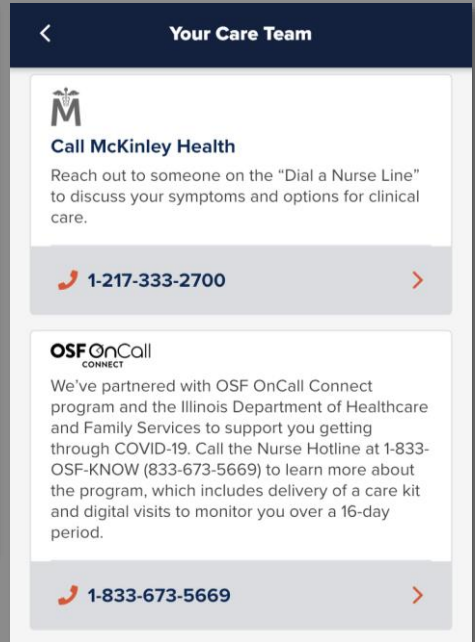 Your Care Team
M
Call McKinley Health
Reach out to someone on the “Dial a Nurse Line”
to discuss your symptoms and options for clinical
care.
1-217-333-2700
OSF OnCall
CONNECT
We’ve partnered with OSF OnCall Connect
program and the Illinois Department of Healthcare
and Family Services to support you getting
through COVID-19. Call the Nurse Hotline at 1-833-
OSF-KNOW (833-673-5669) to learn more about
the program, which includes delivery of a care kit
and digital visits to monitor you over a 16-day
period.
1-833-673-5669